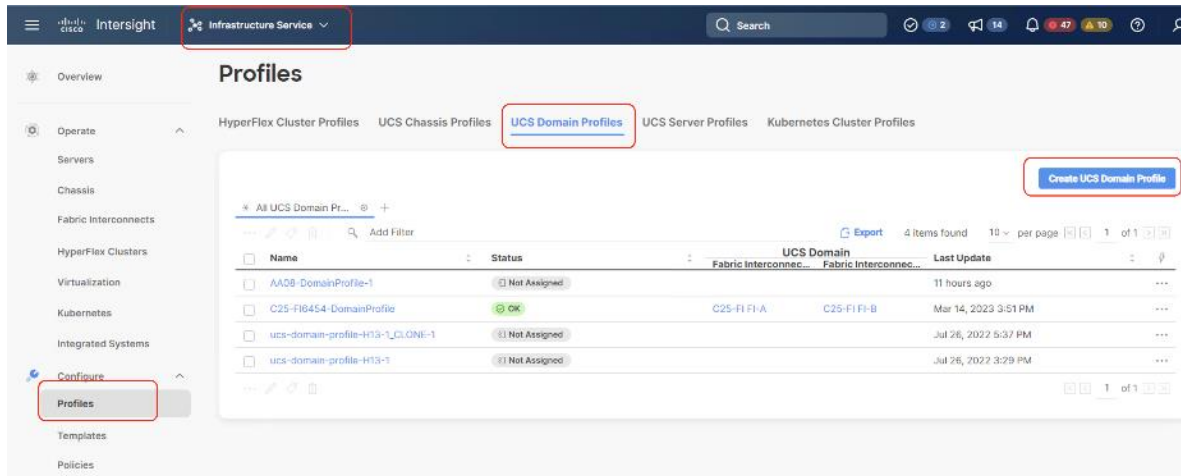 cisco Intersight
Infrastructure Service
Search
2
14
47
10
Overview
Operate
Servers
Chassis
Fabric Interconnects
HyperFlex Clusters
Virtualization
Kubernetes
Integrated Systems
Configure
Profiles
Templates
Policies
Profiles
HyperFlex Cluster Profiles UCS Chassis Profiles UCS Domain Profiles UCS Server Profiles Kubernetes Cluster Profiles
Create UCS Domain Profile
All UCS Domain Pr... +
Add Filter Export 4 items found 10 per page 1 of 1
UCS Domain
Name Status Fabric Interconnec... Fabric Interconnec... Last Update
AA08-DomainProfile-1 Not Assigned 11 hours ago ...
C25-FI6454-DomainProfile OK C25-FI FI-A C25-FI FI-B Mar 14, 2023 3:51 PM ...
ucs-domain-profile-H13-1_CLONE-1 Not Assigned Jul 26, 2022 5:37 PM ...
ucs-domain-profile-H13-1 Not Assigned Jul 26, 2022 3:29 PM ...
1 of 1